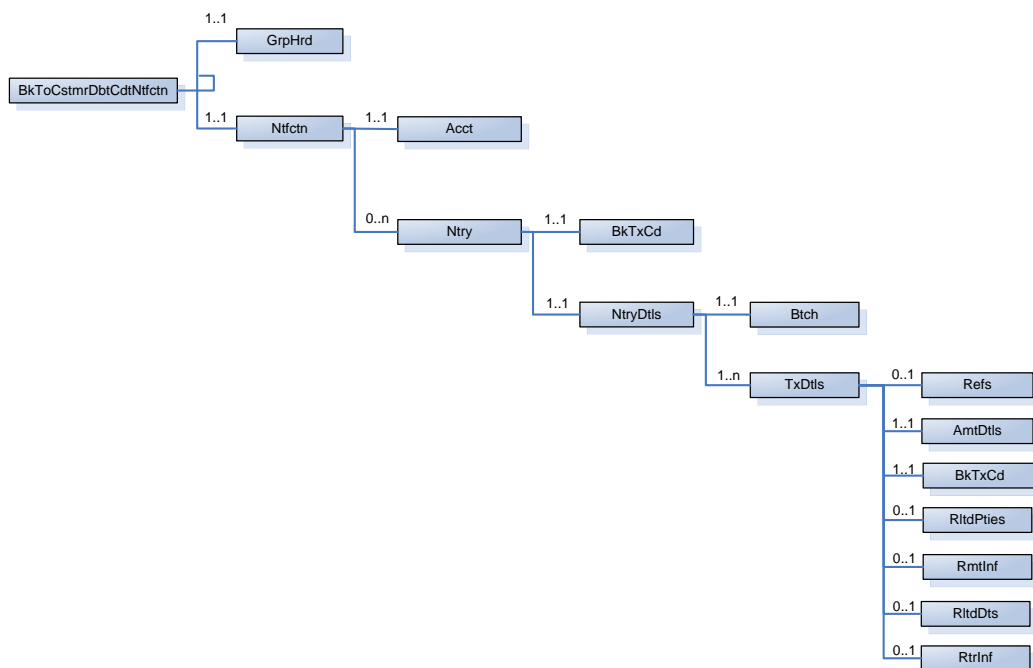 1..1
GrpHrd
BkToCstmrDbtCdtNtfctn
1..1
Ntfctn
1..1
Acct
0..n
Ntry
1..1
BkTxCd
1..1
NtryDtls
1..1
Btch
1..n
TxDtls
0..1
Refs
1..1
AmtDtls
1..1
BkTxCd
0..1
RltdPties
0..1
RmtInf
0..1
RltdDts
0..1
RtrInf